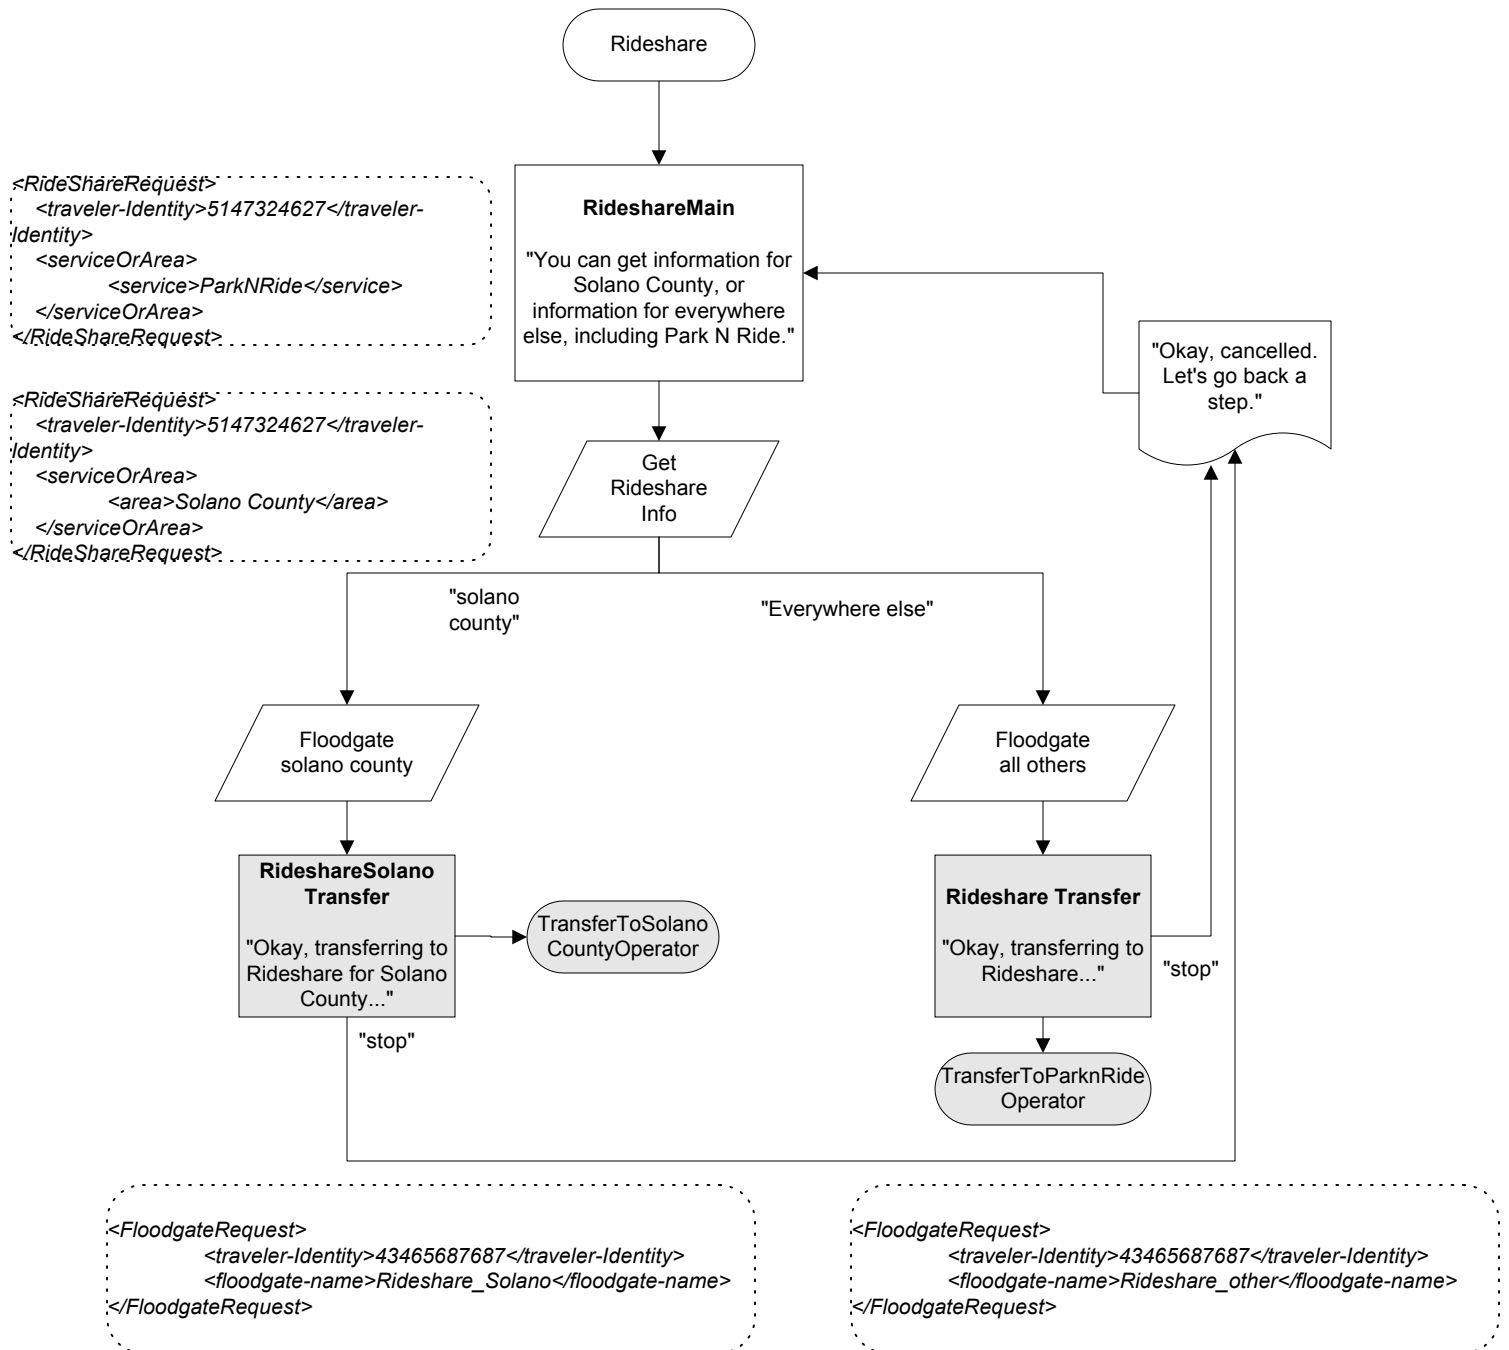 Rideshare
<RideShareRequest>
<traveler-Identity>5147324627</traveler-
Identity>
<serviceOrArea>
<service>ParkNRide</service>
</serviceOrArea>
</RideShareRequest>
RideshareMain
"You can get information for
Solano County, or
information for everywhere
else, including Park N Ride."
"Okay, cancelled.
Let's go back a
step."
<RideShareRequest>
<traveler-Identity>5147324627</traveler-
Identity>
<serviceOrArea>
<area>Solano County</area>
</serviceOrArea>
</RideShareRequest>
Get
Rideshare
Info
"solano
county"
"Everywhere else"
Floodgate
solano county
Floodgate
all others
RideshareSolano
Transfer
"Okay, transferring to
Rideshare for Solano
County..."
TransferToSolano
CountyOperator
Rideshare Transfer
"Okay, transferring to
Rideshare..."
"stop"
"stop"
TransferToParknRide
Operator
<FloodgateRequest>
<traveler-Identity>43465687687</traveler-Identity>
<floodgate-name>Rideshare_Solano</floodgate-name>
</FloodgateRequest>
<FloodgateRequest>
<traveler-Identity>43465687687</traveler-Identity>
<floodgate-name>Rideshare_other</floodgate-name>
</FloodgateRequest>